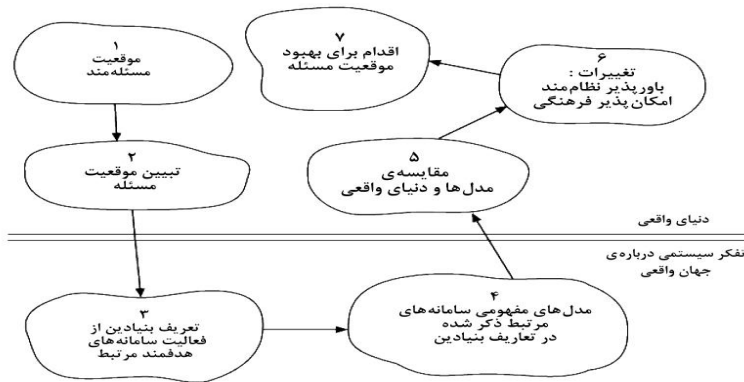 ۱
موقعیت
مسئله‌مند
۲
تبیین موقعیت
مسئله
۳
تعریف بنیادین از
فعالیت سامانه‌های
هدفمند مرتبط
۴
مدل‌های مفهومی سامانه‌های
مرتبط ذکر شده
در تعاریف بنیادین
۵
مقایسه‌ی
مدل‌ها و دنیای واقعی
۶
تغییرات :
باورپذیر نظام‌مند
امکان‌پذیر فرهنگی
۷
اقدام برای بهبود
موقعیت مسئله
دنیای واقعی
تفکر سیستمی درباره‌ی
جهان واقعی